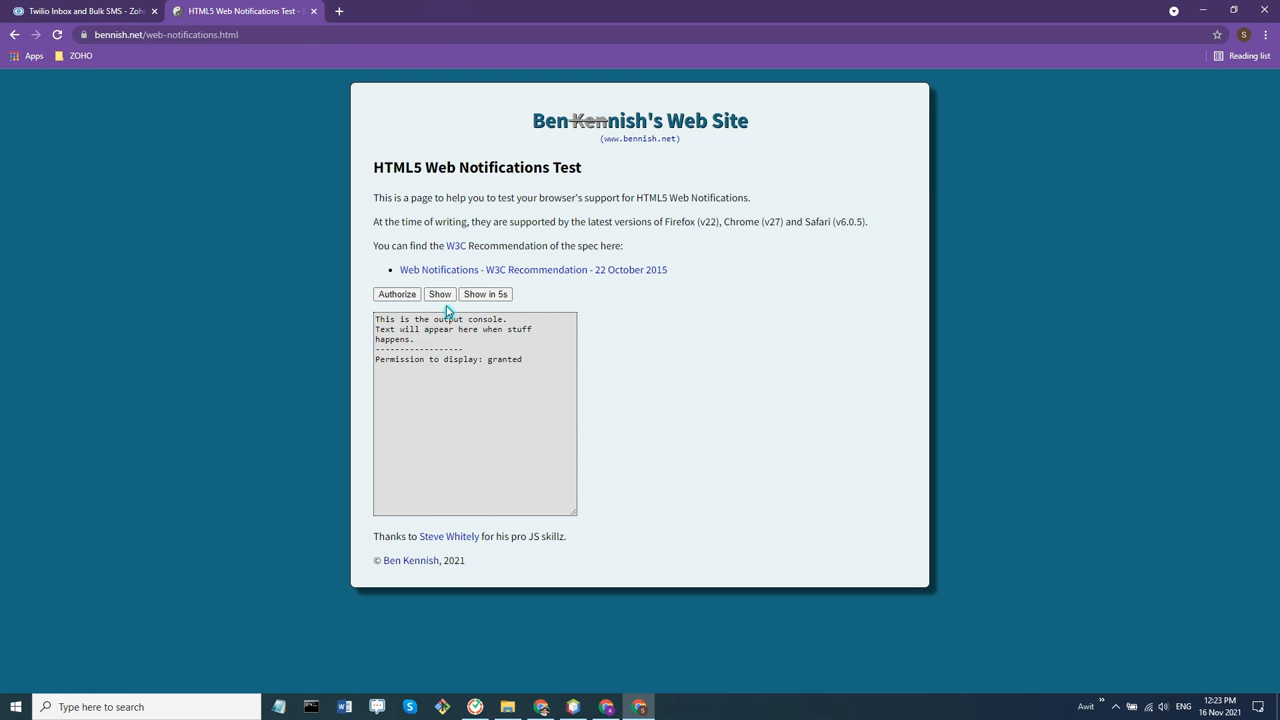 Twilio Inbox and Bulk SMS - Zoh
HTML5 Web Notifications Test -
bennish.net/web-notifications.html
S
Apps
ZOHO
Reading list
Ben Kennish's Web Site
(www.bennish.net)
HTML5 Web Notifications Test
This is a page to help you to test your browser's support for HTML5 Web Notifications.
At the time of writing, they are supported by the latest versions of Firefox (v22), Chrome (v27) and Safari (v6.0.5).
You can find the W3C Recommendation of the spec here:
• Web Notifications - W3C Recommendation - 22 October 2015
Authorize Show Show in 5s
This is the output console.
Text will appear here when stuff
happens.
------------------
Permission to display: granted
Thanks to Steve Whitely for his pro JS skillz.
© Ben Kennish, 2021
Type here to search
Awit
ENG
12:23 PM
16 Nov 2021